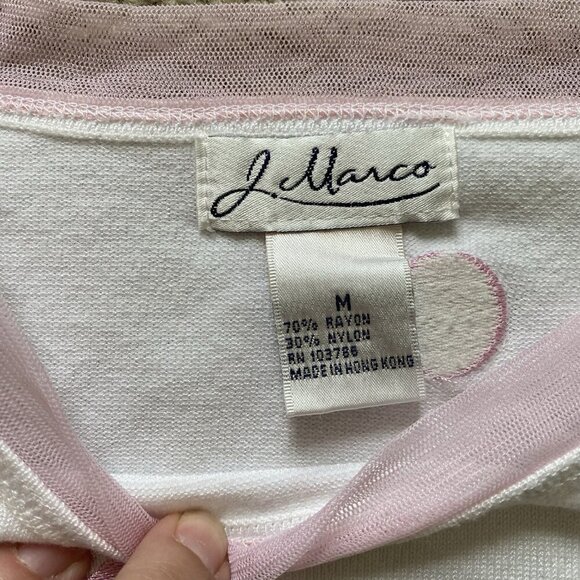 J. Marco
M
70% RAYON
30% NYLON
RN 103786
MADE IN HONG KONG